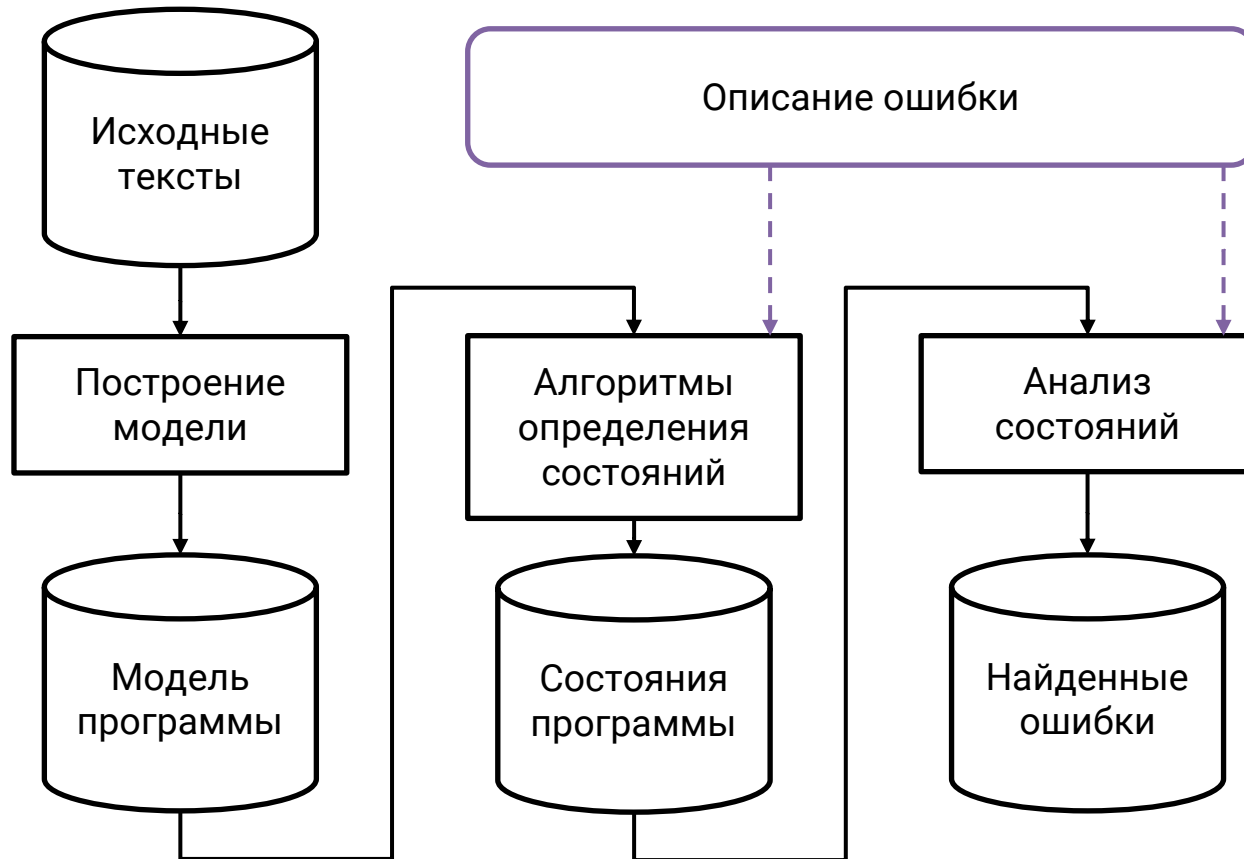 Исходные
тексты
Описание ошибки
Построение
модели
Алгоритмы
определения
состояний
Анализ
состояний
Модель
программы
Состояния
программы
Найденные
ошибки